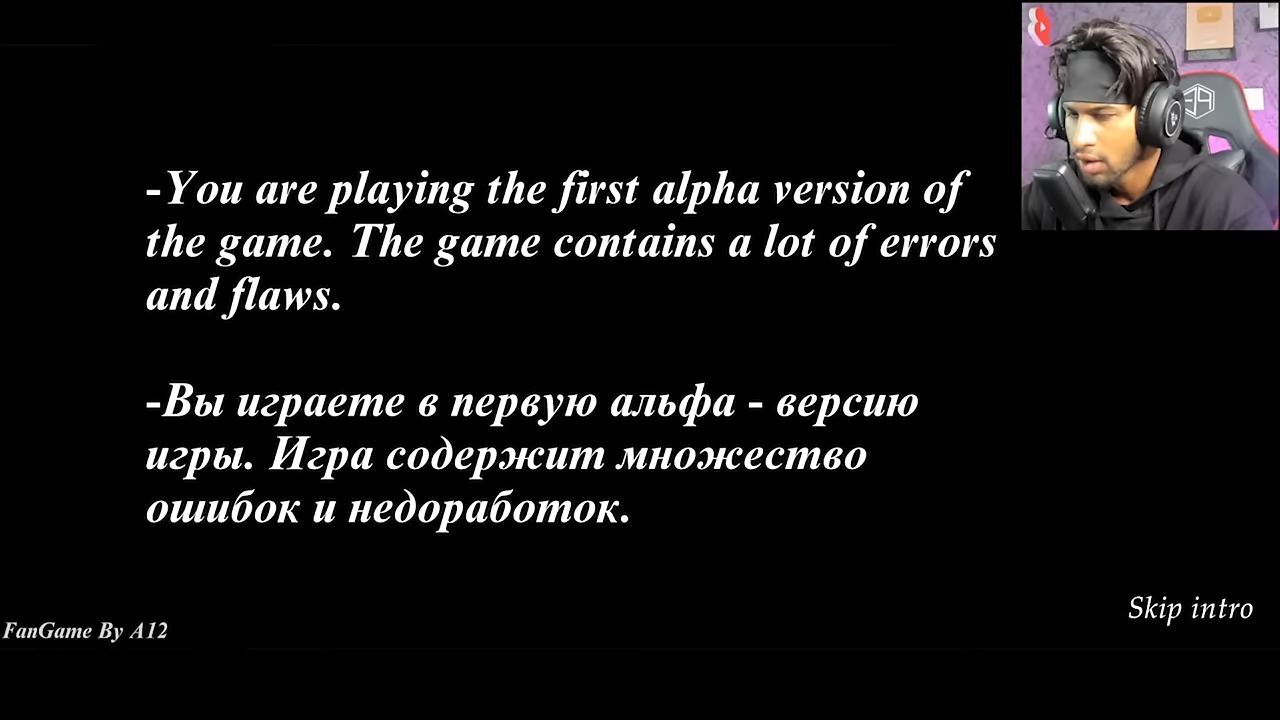 -You are playing the first alpha version of
the game. The game contains a lot of errors
and flaws.
-Вы играете в первую альфа - версию
игры. Игра содержит множество
ошибок и недоработок.
Skip intro
FanGame By A12